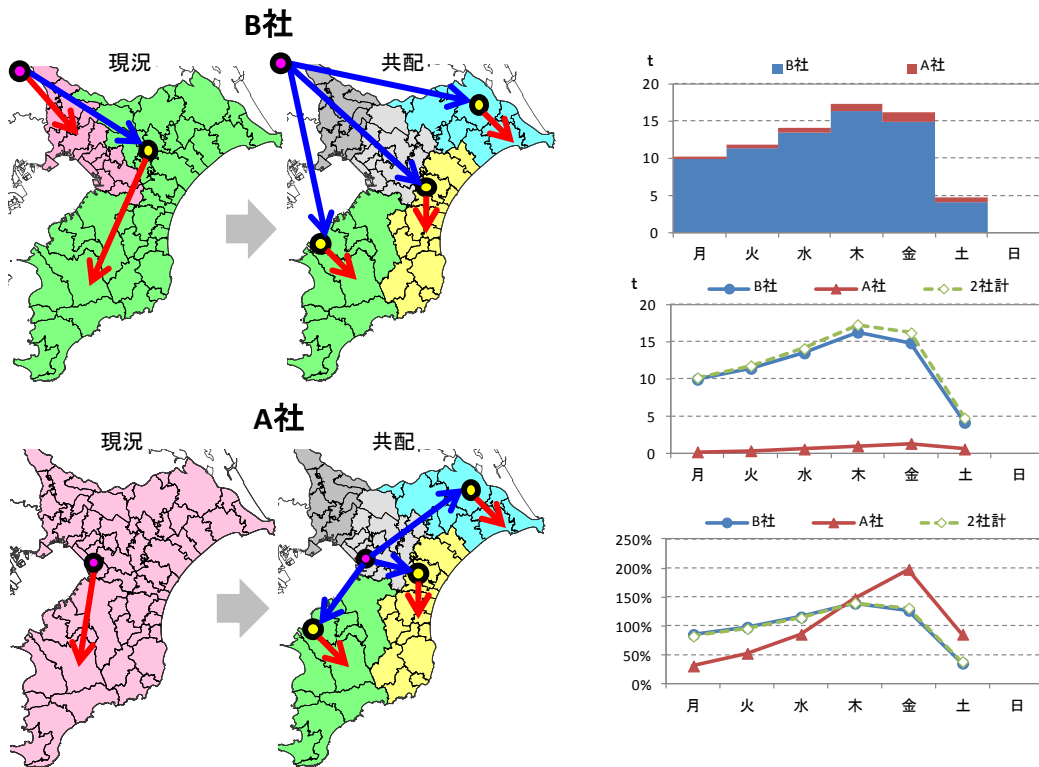 B社
現況
共配
A社
現況
共配
t
B社 A社
20
15
10
5
0
月 火 水 木 金 土 日
t
B社 A社 2社計
20
15
10
5
0
月 火 水 木 金 土 日
B社 A社 2社計
250%
200%
150%
100%
50%
0%
月 火 水 木 金 土 日